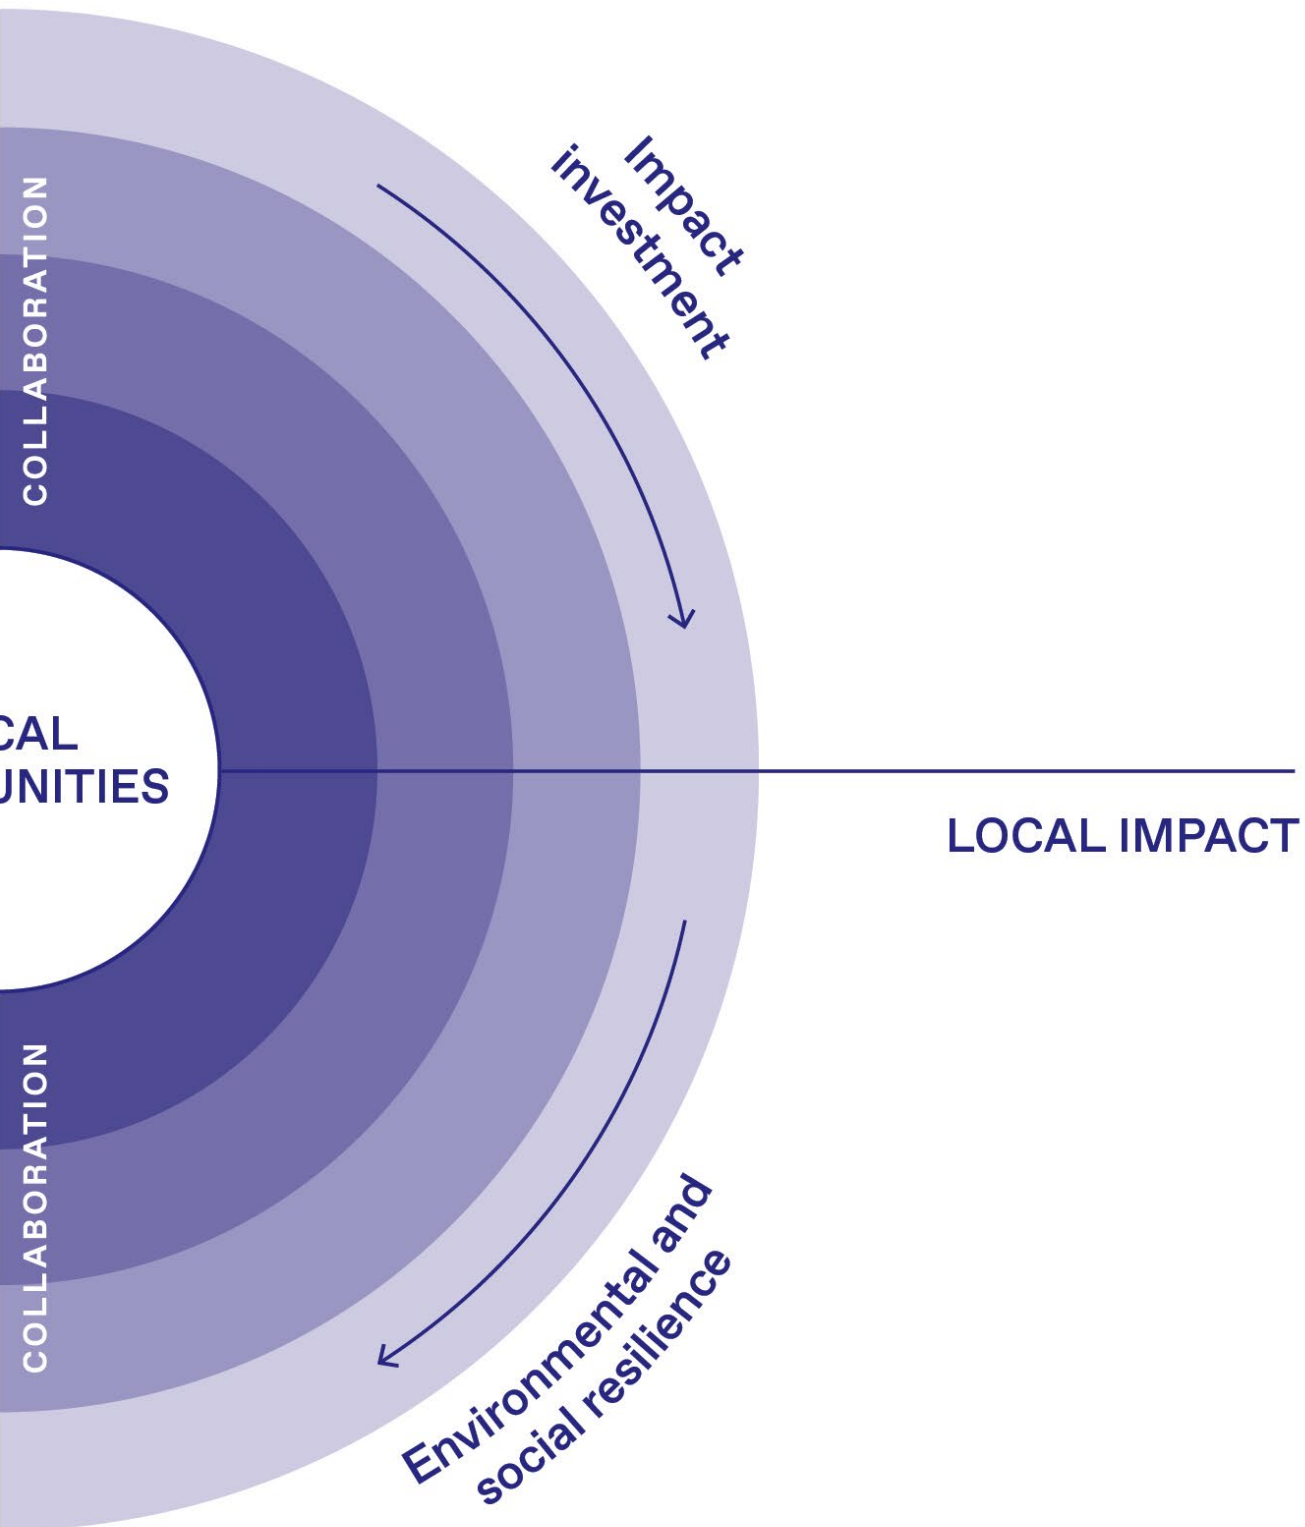 Impact
investment
COLLABORATION
CAL
UNITIES
LOCAL IMPACT
COLLABORATION
Environmental and
social resilience